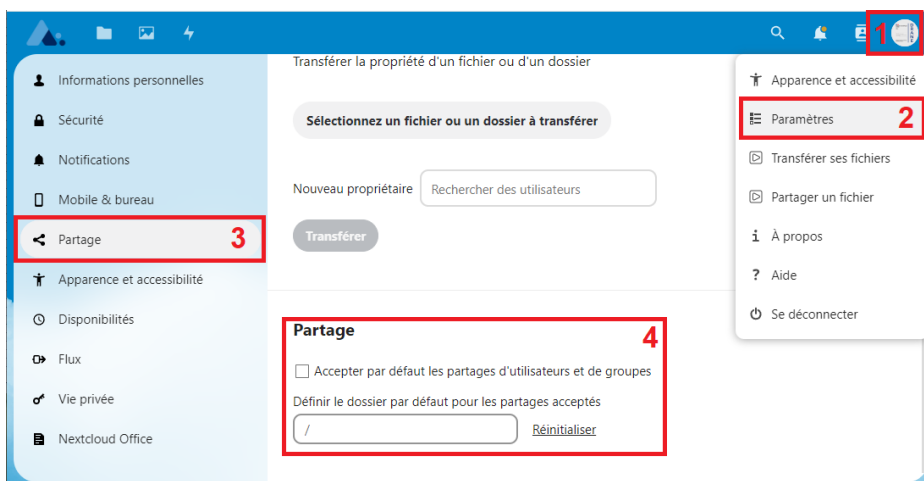 1
Informations personnelles
Sécurité
Notifications
Mobile & bureau
Partage
3
Apparence et accessibilité
Disponibilités
Flux
Vie privée
Nextcloud Office
Transférer la propriété d'un fichier ou d'un dossier
Sélectionnez un fichier ou un dossier à transférer
Nouveau propriétaire
Rechercher des utilisateurs
Transférer
Partage
4
Accepter par défaut les partages d'utilisateurs et de groupes
Définir le dossier par défaut pour les partages acceptés
/
Réinitialiser
Apparence et accessibilité
Paramètres
2
Transférer ses fichiers
Partager un fichier
À propos
Aide
Se déconnecter